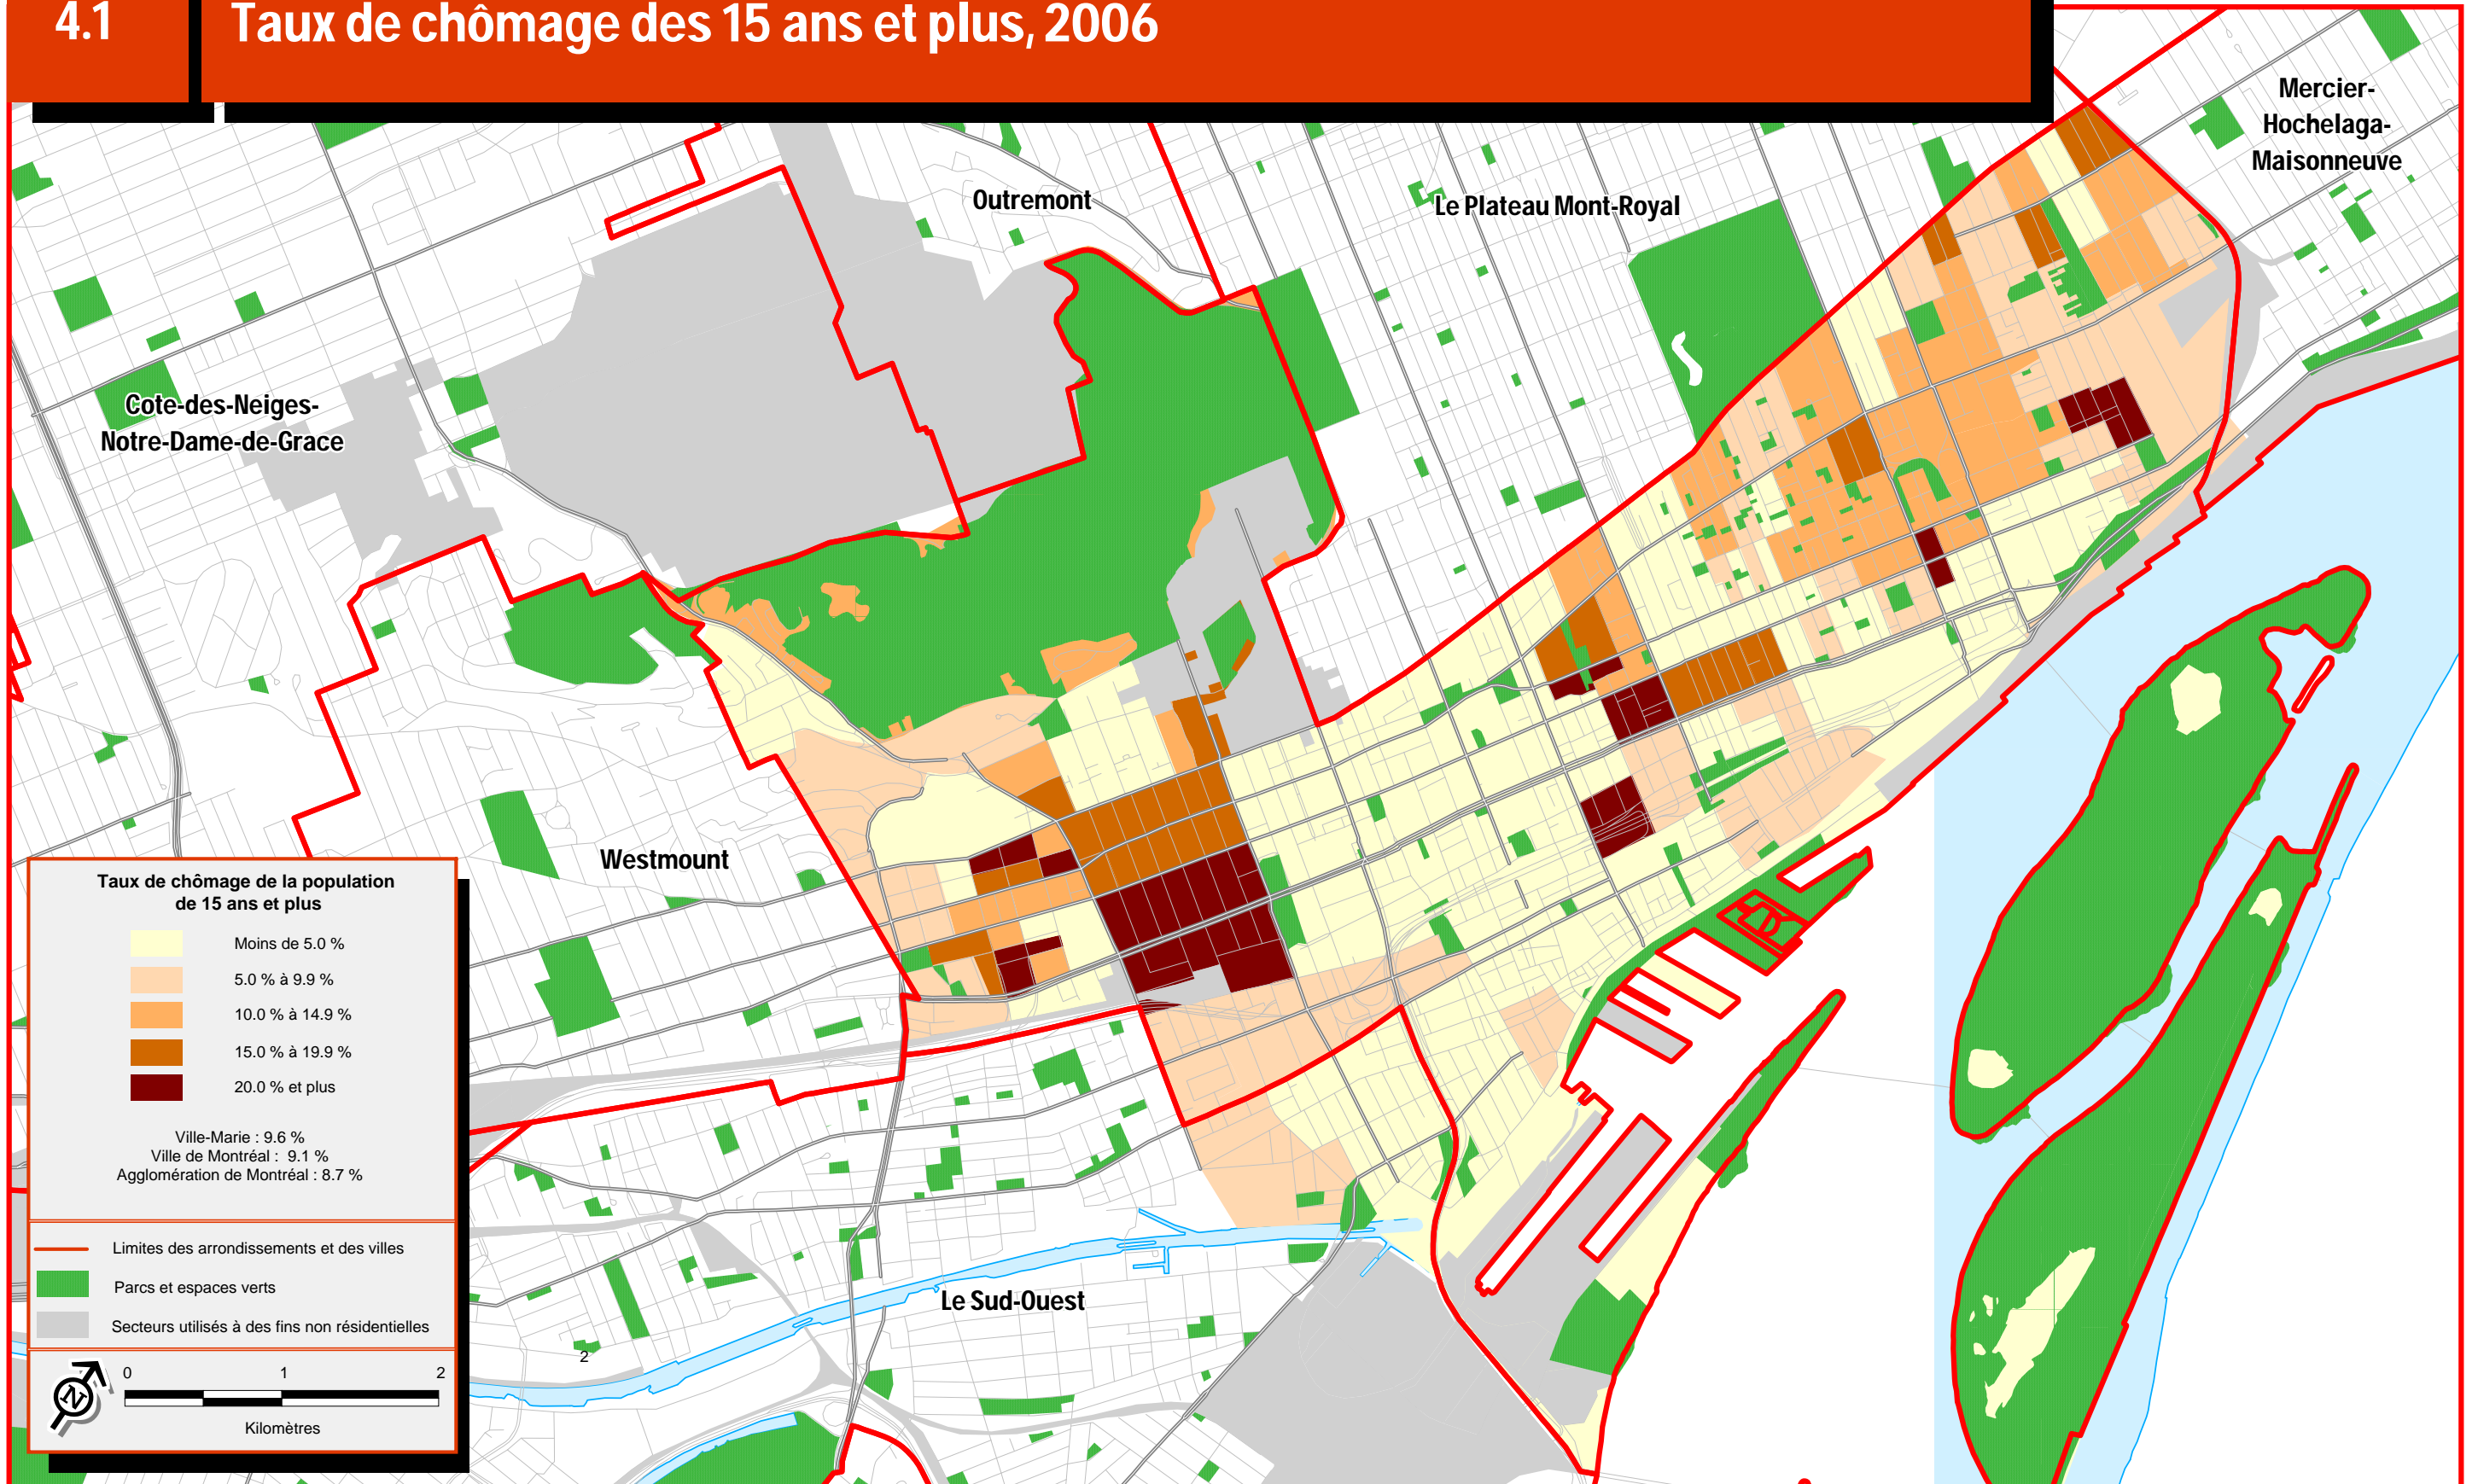 4.1
Taux de chômage des 15 ans et plus, 2006
Mercier-
Hochelaga-
Maisonneuve
Outremont
Le Plateau Mont-Royal
Cote-des-Neiges-
Notre-Dame-de-Grace
Westmount
Le Sud-Ouest
2
Taux de chômage de la population
de 15 ans et plus
Moins de 5.0 %
5.0 % à 9.9 %
10.0 % à 14.9 %
15.0 % à 19.9 %
20.0 % et plus
Ville-Marie : 9.6 %
Ville de Montréal : 9.1 %
Agglomération de Montréal : 8.7 %
Limites des arrondissements et des villes
Parcs et espaces verts
Secteurs utilisés à des fins non résidentielles
N
0 1 2
Kilomètres